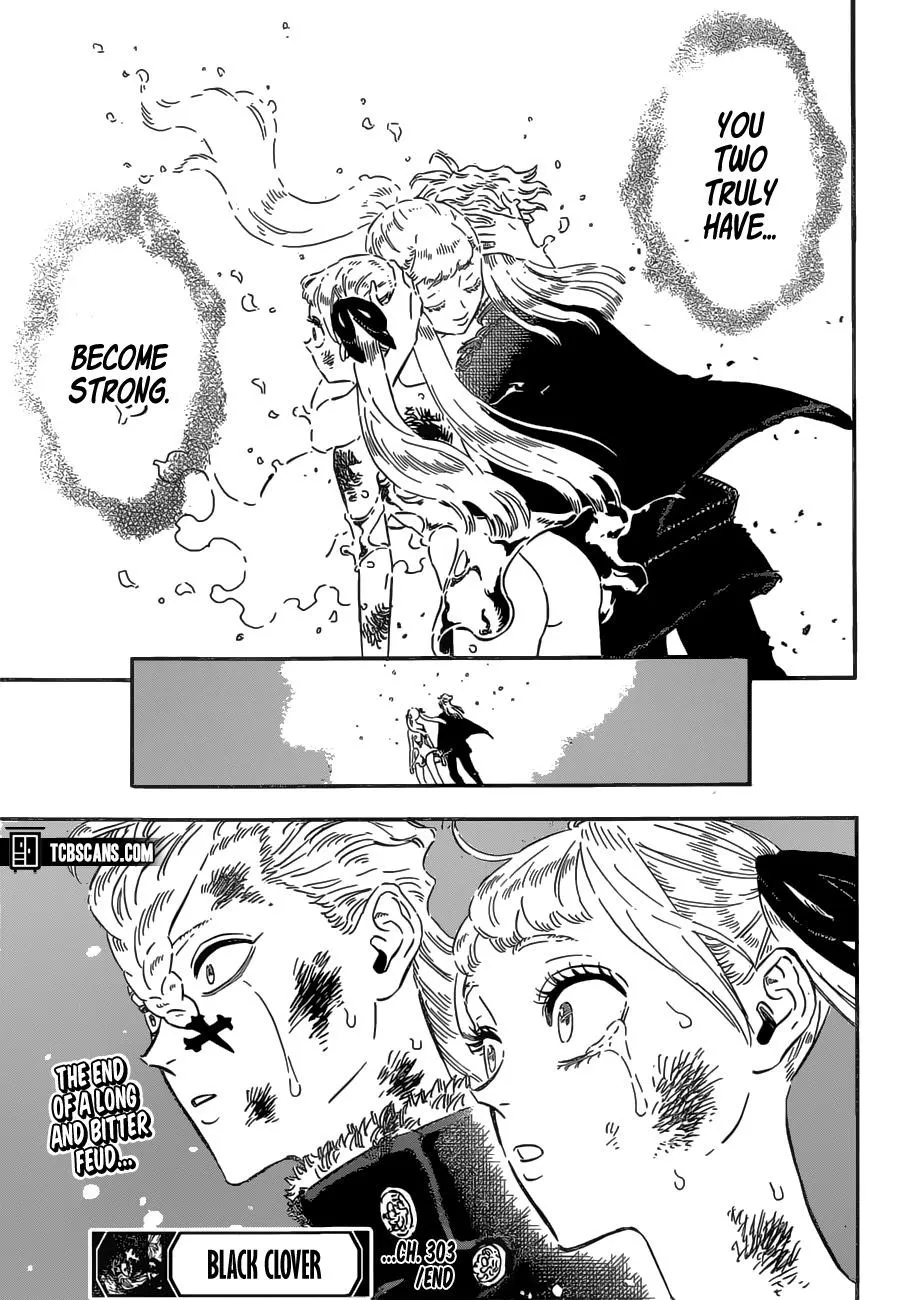 YOU
TWO
TRULY
HAVE...
BECOME
STRONG.
TCBSCANS.COM
THE END
OF A LONG
AND BITTER
FEUD...
BLACK CLOVER
...CH. 303
/END